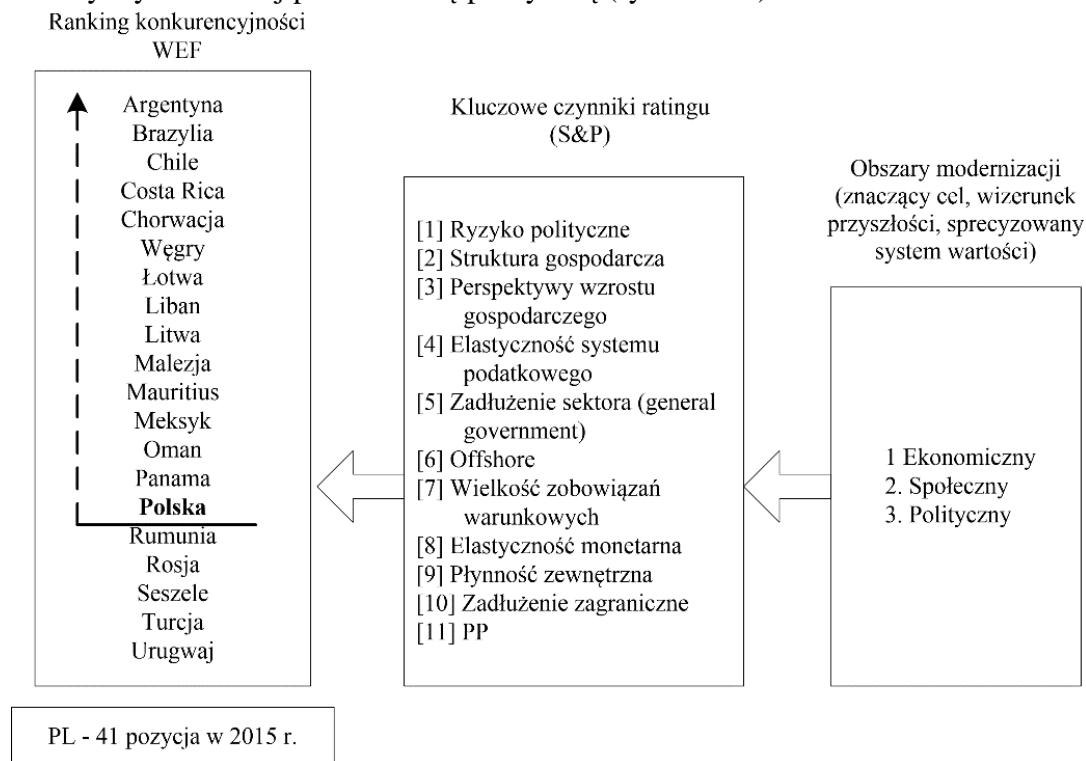 Ranking konkurencyjności
WEF
Argentyna
Brazylia
Chile
Costa Rica
Chorwacja
Węgry
Łotwa
Liban
Litwa
Malezja
Mauritius
Meksyk
Oman
Panama
Polska
Rumunia
Rosja
Seszele
Turcja
Urugwaj
PL - 41 pozycja w 2015 r.
Kluczowe czynniki ratingu
(S&P)
[1] Ryzyko polityczne
[2] Struktura gospodarcza
[3] Perspektywy wzrostu
gospodarczego
[4] Elastyczność systemu
podatkowego
[5] Zadłużenie sektora (general
government)
[6] Offshore
[7] Wielkość zobowiązań
warunkowych
[8] Elastyczność monetarna
[9] Płynność zewnętrzna
[10] Zadłużenie zagraniczne
[11] PP
Obszary modernizacji
(znaczący cel, wizerunek
przyszłości, sprecyzowany
system wartości)
1 Ekonomiczny
2. Społeczny
3. Polityczny